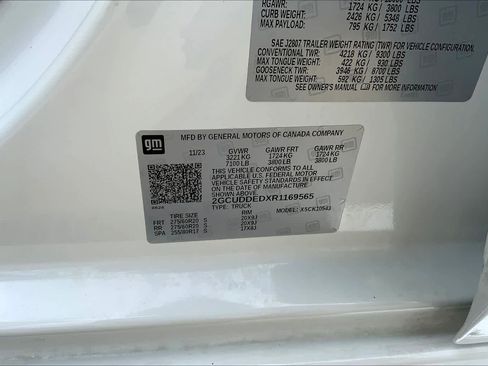 RGAWR: 1724 KG / 3800 LBS
CURB WEIGHT: 2426 KG / 5348 LBS
MAX PAYLOAD: 795 KG / 1752 LBS
SAE J2807 TRAILER WEIGHT RATING (TWR) FOR VEHICLE CONFIGURATION.
CONVENTIONAL TWR: 4218 KG / 9300 LBS
MAX TONGUE WEIGHT: 422 KG / 930 LBS
GOOSENECK TWR: 3946 KG / 8700 LBS
MAX TONGUE WEIGHT: 592 KG / 1305 LBS
SEE OWNER'S MANUAL FOR MORE INFORMATION
gm
MFD BY GENERAL MOTORS OF CANADA COMPANY
11/23 GVWR GAWR FRT GAWR RR
3221 KG 1724 KG 1724 KG
7100 LB 3800 LB 3800 LB
THIS VEHICLE CONFORMS TO ALL
APPLICABLE U.S. FEDERAL MOTOR
VEHICLE SAFETY STANDARDS IN
EFFECT ON THE DATE OF MANUFACTURE
SHOWN ABOVE.
2GCUDDEDXR1169565
TYPE: TRUCK MODEL:
TIRE SIZE RIM
FRT 275/60R20 S 20X9J
RR 275/60R20 S 20X9J
SPA 255/80R17 S 17X8J